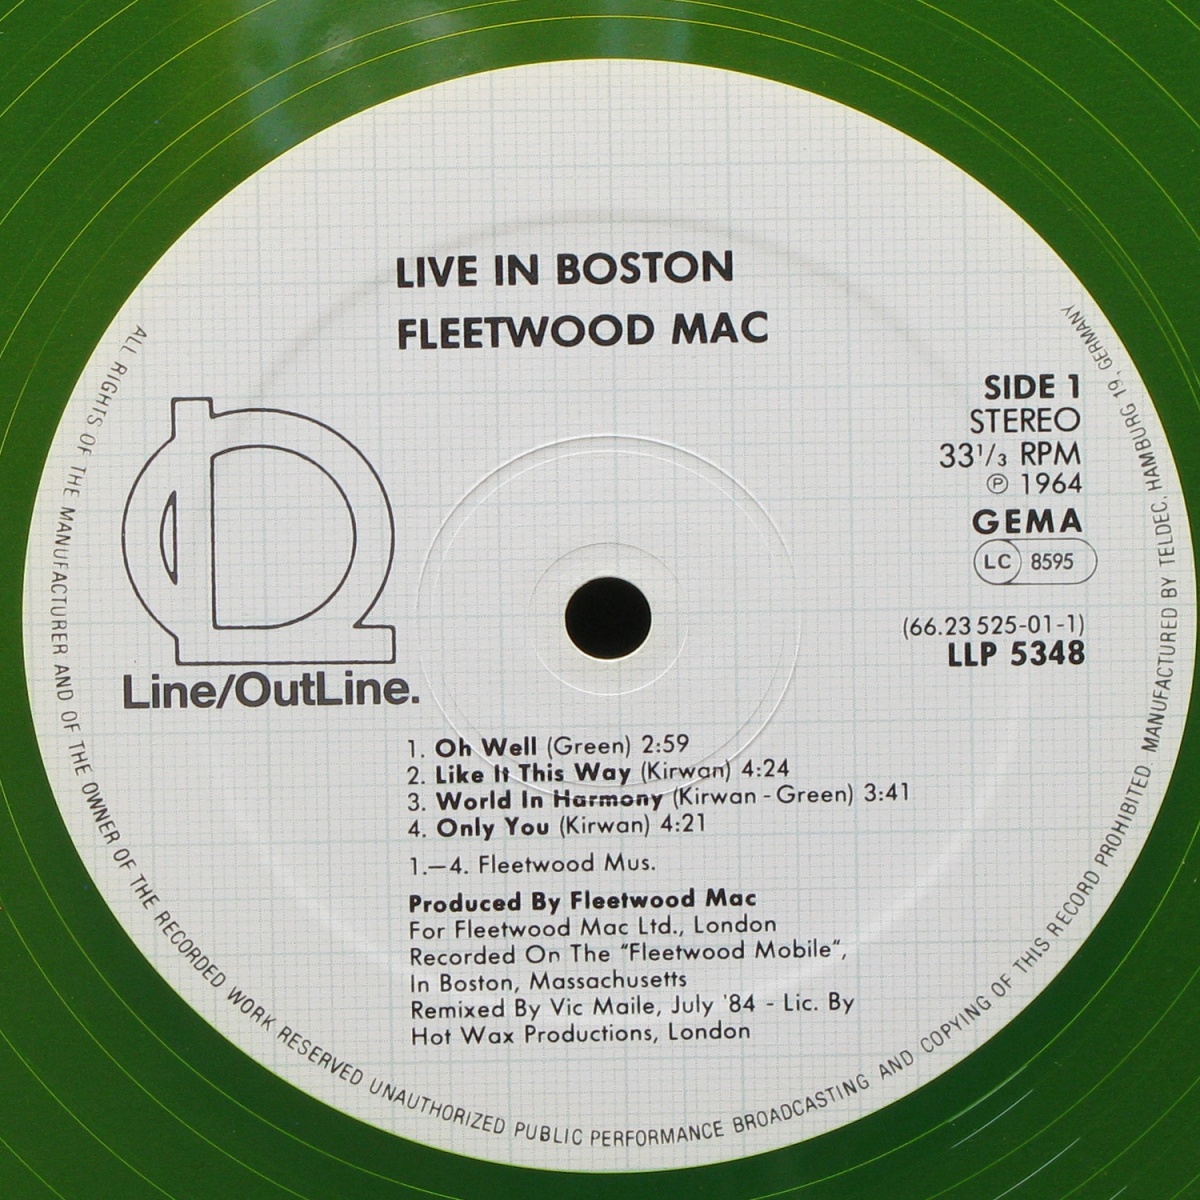 LIVE IN BOSTON
FLEETWOOD MAC
SIDE 1
STEREO
33 1/3 RPM
℗ 1964
GEMA
LC 8595
(66.23 525-01-1)
LLP 5348
Line/OutLine.
1. Oh Well (Green) 2:59
2. Like It This Way (Kirwan) 4:24
3. World In Harmony (Kirwan - Green) 3:41
4. Only You (Kirwan) 4:21
1.—4. Fleetwood Mus.
Produced By Fleetwood Mac
For Fleetwood Mac Ltd., London
Recorded On The "Fleetwood Mobile",
In Boston, Massachusetts
Remixed By Vic Maile, July '84 - Lic. By
Hot Wax Productions, London
ALL RIGHTS OF THE MANUFACTURER AND OF THE OWNER OF THE RECORDED WORK RESERVED UNAUTHORIZED PUBLIC PERFORMANCE BROADCASTING AND COPYING OF THIS RECORD PROHIBITED. MANUFACTURED BY TELDEC, HAMBURG 19, GERMANY